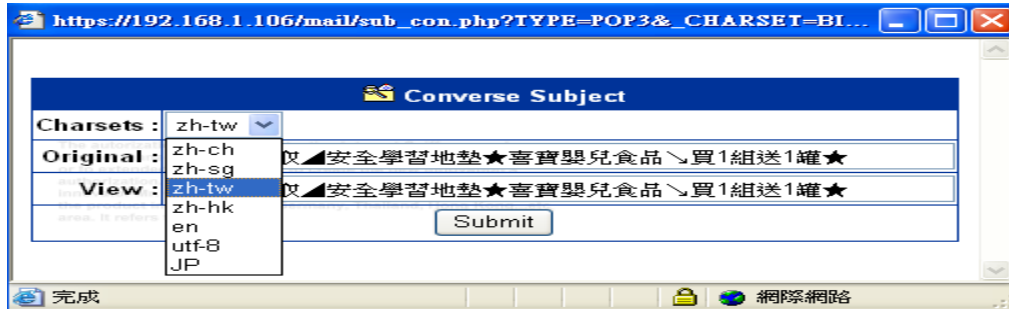 https://192.168.1.106/mail/sub_con.php?TYPE=POP3&_CHARSET=BI...
Converse Subject
Charsets : zh-tw
Original : ◢安全學習地墊★喜寶嬰兒食品↘買1組送1罐★
View : ◢安全學習地墊★喜寶嬰兒食品↘買1組送1罐★
zh-ch
zh-sg
zh-tw
zh-hk
en
utf-8
JP
Submit
完成 網際網路